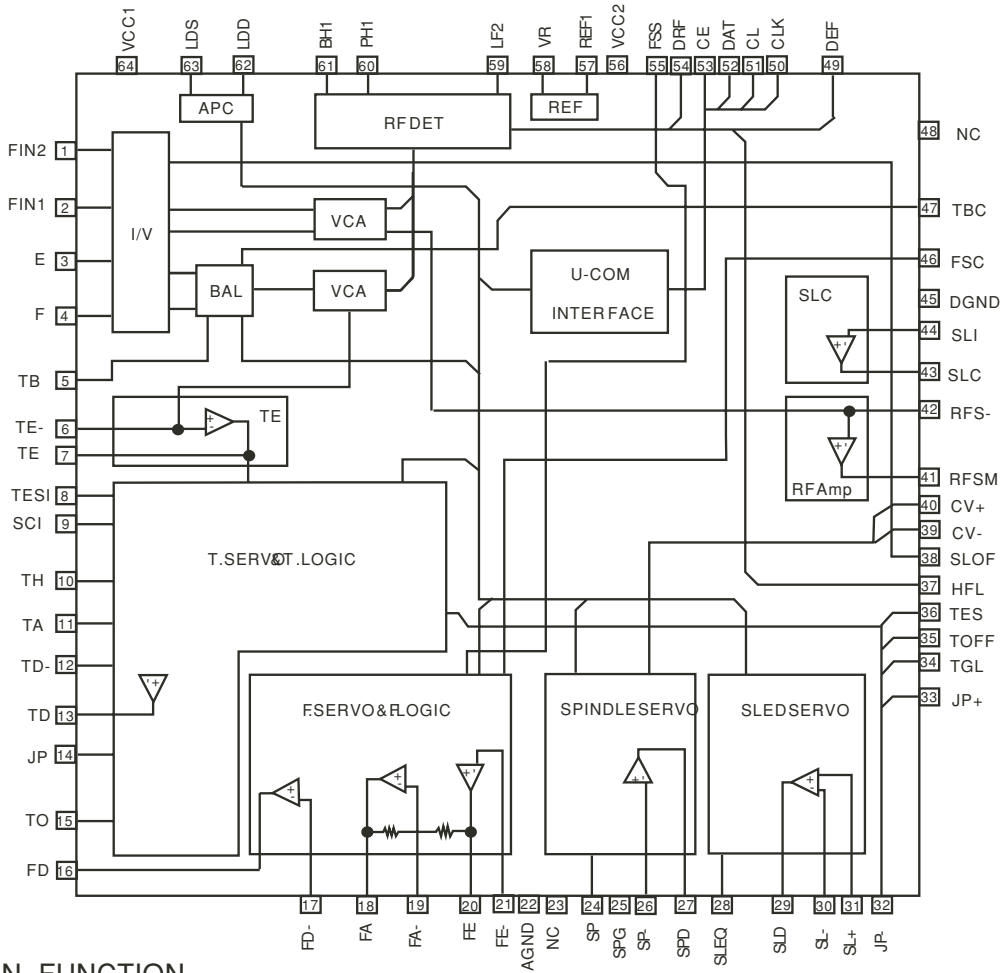 VCC1
LDS
LDD
BH1
PH1
LF2
VR
REF1
VCC2
FSS
DRF
CE
DAT
CL
CLK
DEF
64
63
62
61
60
59
58
57
56
55
54
53
52
51
50
49
APC
RFDET
REF
FIN2 1
FIN1 2
E 3
F 4
TB 5
TE- 6
TE 7
TESI 8
SCI 9
TH 10
TA 11
TD- 12
TD 13
JP 14
TO 15
FD 16
I/V
VCA
BAL
VCA
U-COM
INTERFACE
SLC
+ -
TE
+
-
+ -
RFAmp
T.SERVO&T.LOGIC
- +
F.SERVO&F.LOGIC
+
-
+
-
+ -
SPINDLESERVO
+ -
SLEDSERVO
+
-
48 NC
47 TBC
46 FSC
45 DGND
44 SLI
43 SLC
42 RFS-
41 RFSM
40 CV+
39 CV-
38 SLOF
37 HFL
36 TES
35 TOFF
34 TGL
33 JP+
17
18
19
20
21
22
23
24
25
26
27
28
29
30
31
32
FD-
FA
FA-
FE
FE-
AGND
NC
SP
SPG
SP-
SPD
SLEQ
SLD
SL-
SL+
JP-
N FUNCTION